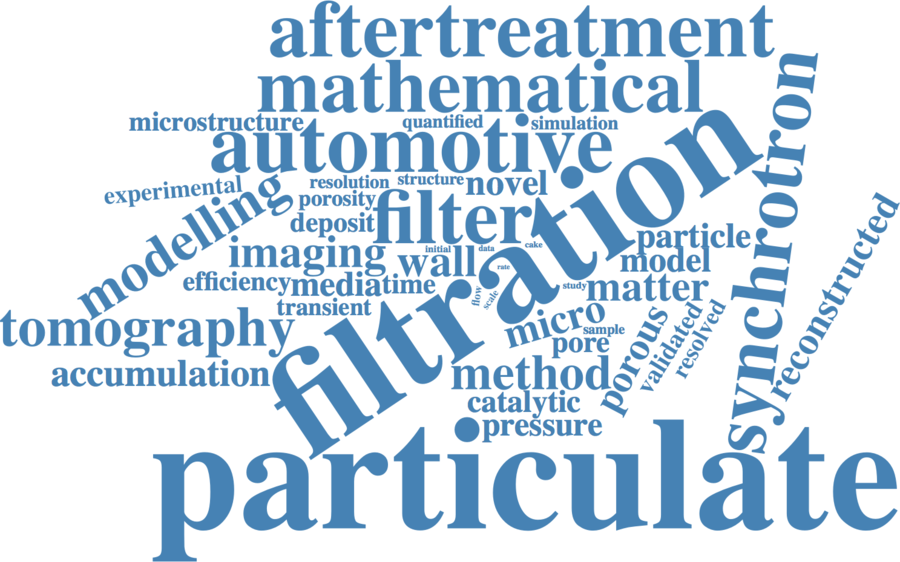 aftertreatment
mathematical
microstructure
quantified
simulation
automotive
synchrotron
experimental
resolution
structure
novel
porosity
modelling
deposit
filter
filtration
particle
reconstructed
imaging
initial
data
cake
wall
model
rate
efficiency
media
time
flow
scale
study
matter
transient
micro
porous
validated
resolved
tomography
sample
pore
accumulation
method
catalytic
pressure
particulate